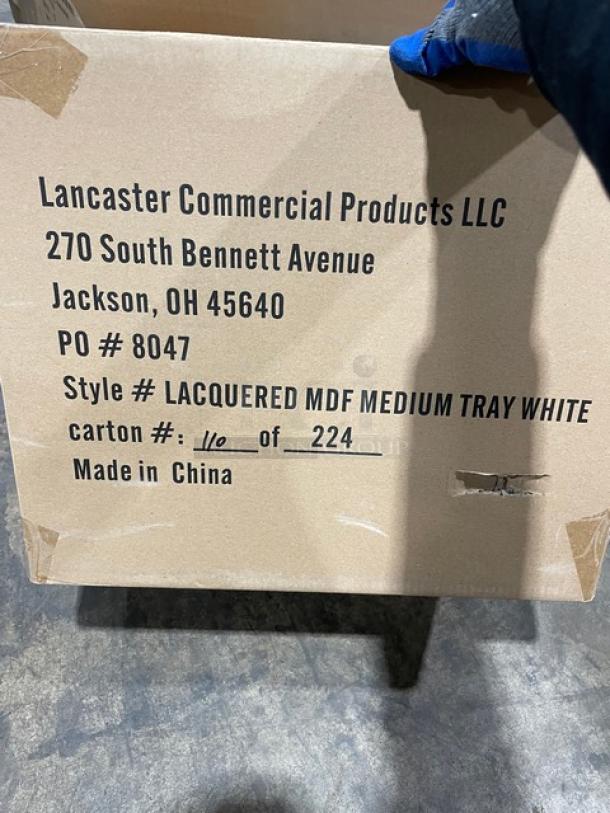 Lancaster Commercial Products LLC
270 South Bennett Avenue
Jackson, OH 45640
PO # 8047
Style # LACQUERED MDF MEDIUM TRAY WHITE
carton #: 110 of 224
Made in China